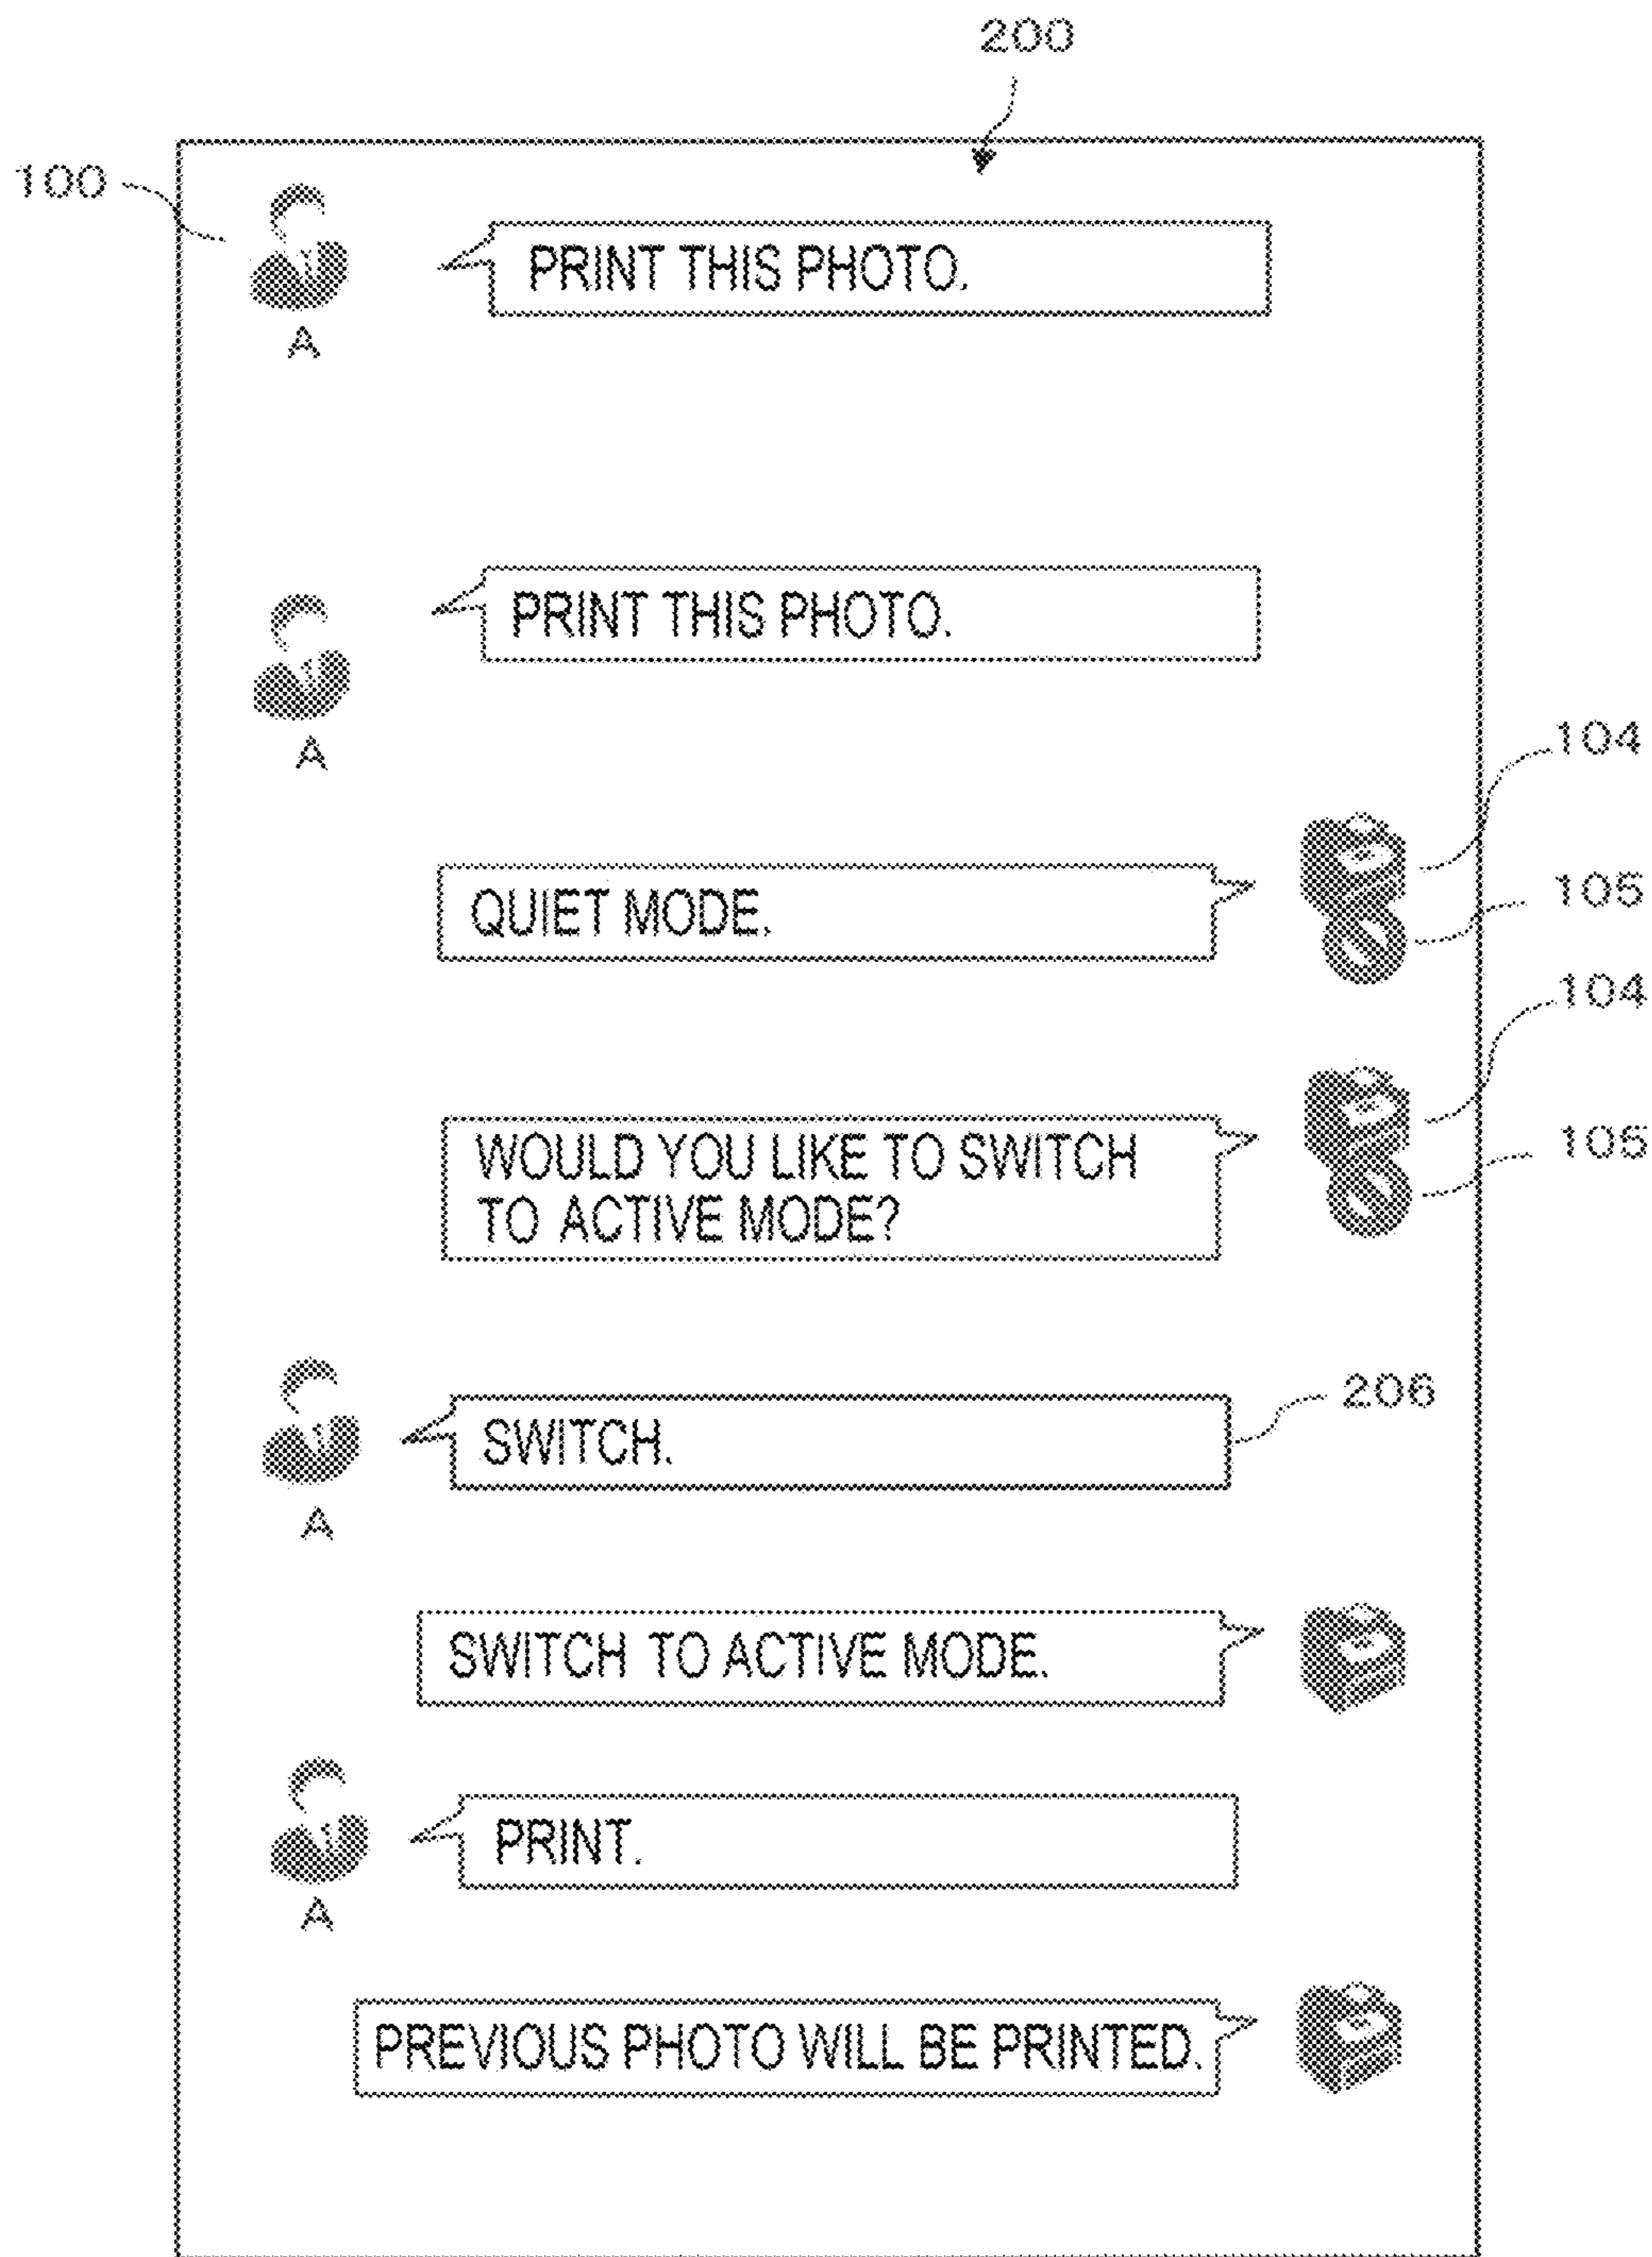 200
100
PRINT THIS PHOTO.
A
PRINT THIS PHOTO.
A
104
QUIET MODE.
105
104
WOULD YOU LIKE TO SWITCH
TO ACTIVE MODE?
105
SWITCH.
206
A
SWITCH TO ACTIVE MODE.
PRINT.
A
PREVIOUS PHOTO WILL BE PRINTED.